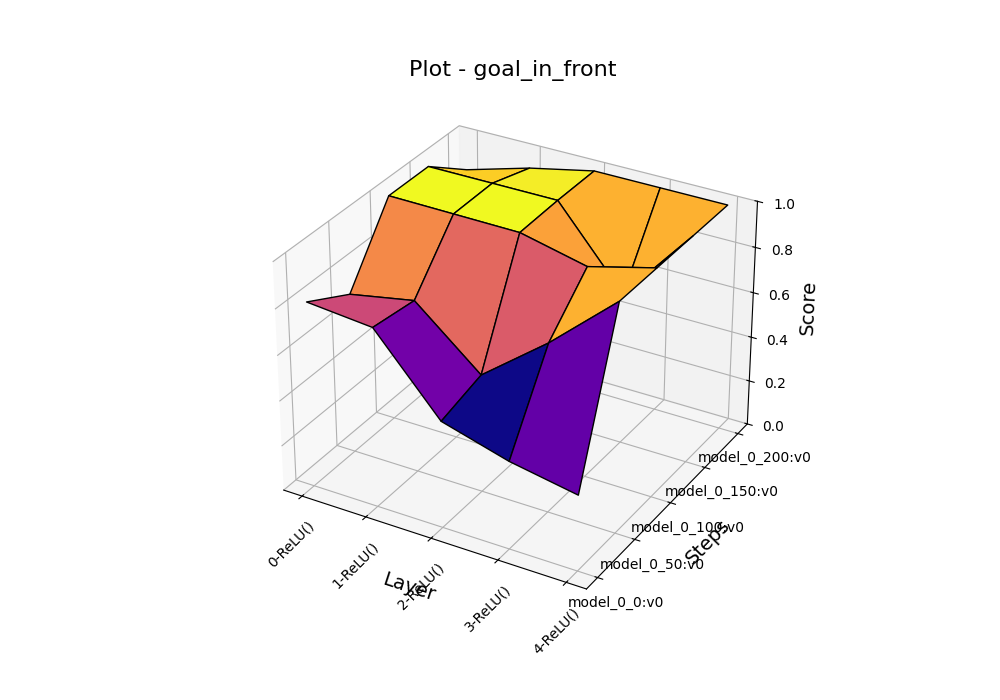 Plot - goal_in_front
1.0
0.8
0.6
0.4
0.2
0.0
Score
model_0_200:v0
model_0_150:v0
model_0_100:v0
model_0_50:v0
model_0_0:v0
Steps
0-ReLU()
1-ReLU()
2-ReLU()
3-ReLU()
4-ReLU()
Layer